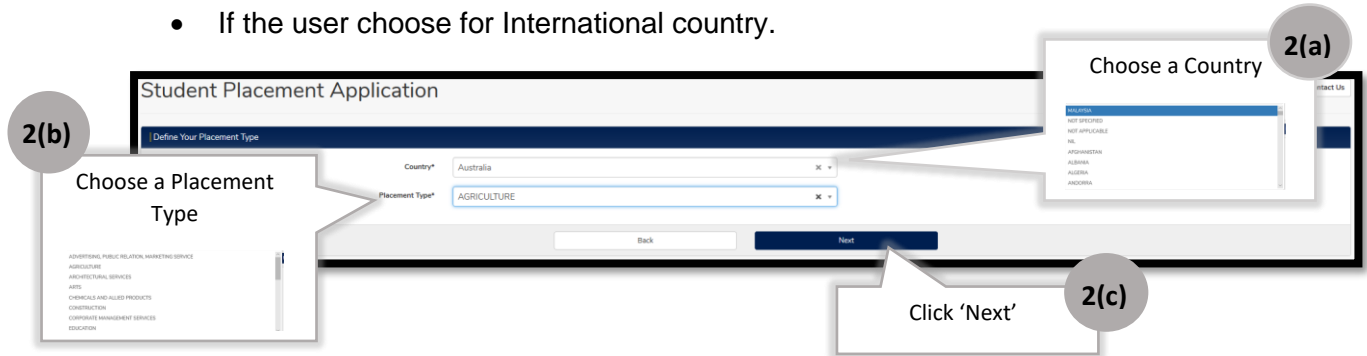 • If the user choose for International country.
2(a)
Choose a Country
MALAYSIA
NOT SPECIFIED
NOT APPLICABLE
NIL
AFGHANISTAN
ALBANIA
ALGERIA
ANDORRA
Student Placement Application
ntact Us
Define Your Placement Type
2(b)
Choose a Placement
Type
ADVERTISING, PUBLIC RELATION, MARKETING SERVICE
AGRICULTURE
ARCHITECTURAL SERVICES
ARTS
CHEMICALS AND ALLIED PRODUCTS
CONSTRUCTION
CORPORATE MANAGEMENT SERVICES
EDUCATION
Country* Australia
Placement Type* AGRICULTURE
Back Next
2(c)
Click ‘Next’